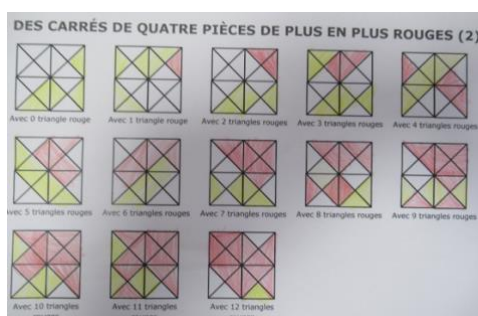 DES CARRÉS DE QUATRE PIÈCES DE PLUS EN PLUS ROUGES (2)
Avec 0 triangle rouge
Avec 1 triangle rouge
Avec 2 triangles rouges
Avec 3 triangles rouges
Avec 4 triangles rouges
Avec 5 triangles rouges
Avec 6 triangles rouges
Avec 7 triangles rouges
Avec 8 triangles rouges
Avec 9 triangles rouges
Avec 10 triangles
Avec 11 triangles
Avec 12 triangles